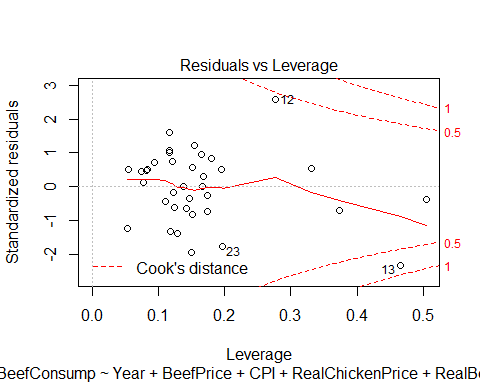 Residuals vs Leverage
Standardized residuals
3
2
1
0
-1
-2
12
23
13
1
0.5
0.5
1
Cook's distance
0.0 0.1 0.2 0.3 0.4 0.5
Leverage
BeefConsump ~ Year + BeefPrice + CPI + RealChickenPrice + RealBe